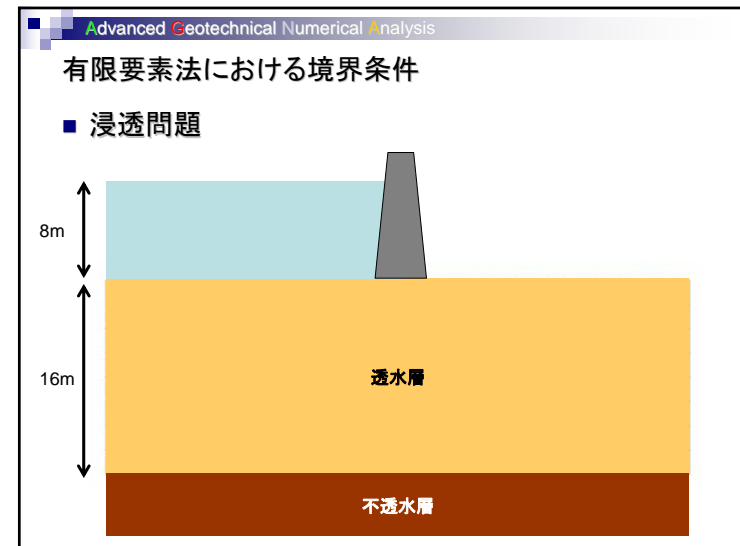 Advanced Geotechnical Numerical Analysis
有限要素法における境界条件
浸透問題
8m
16m
透水層
不透水層